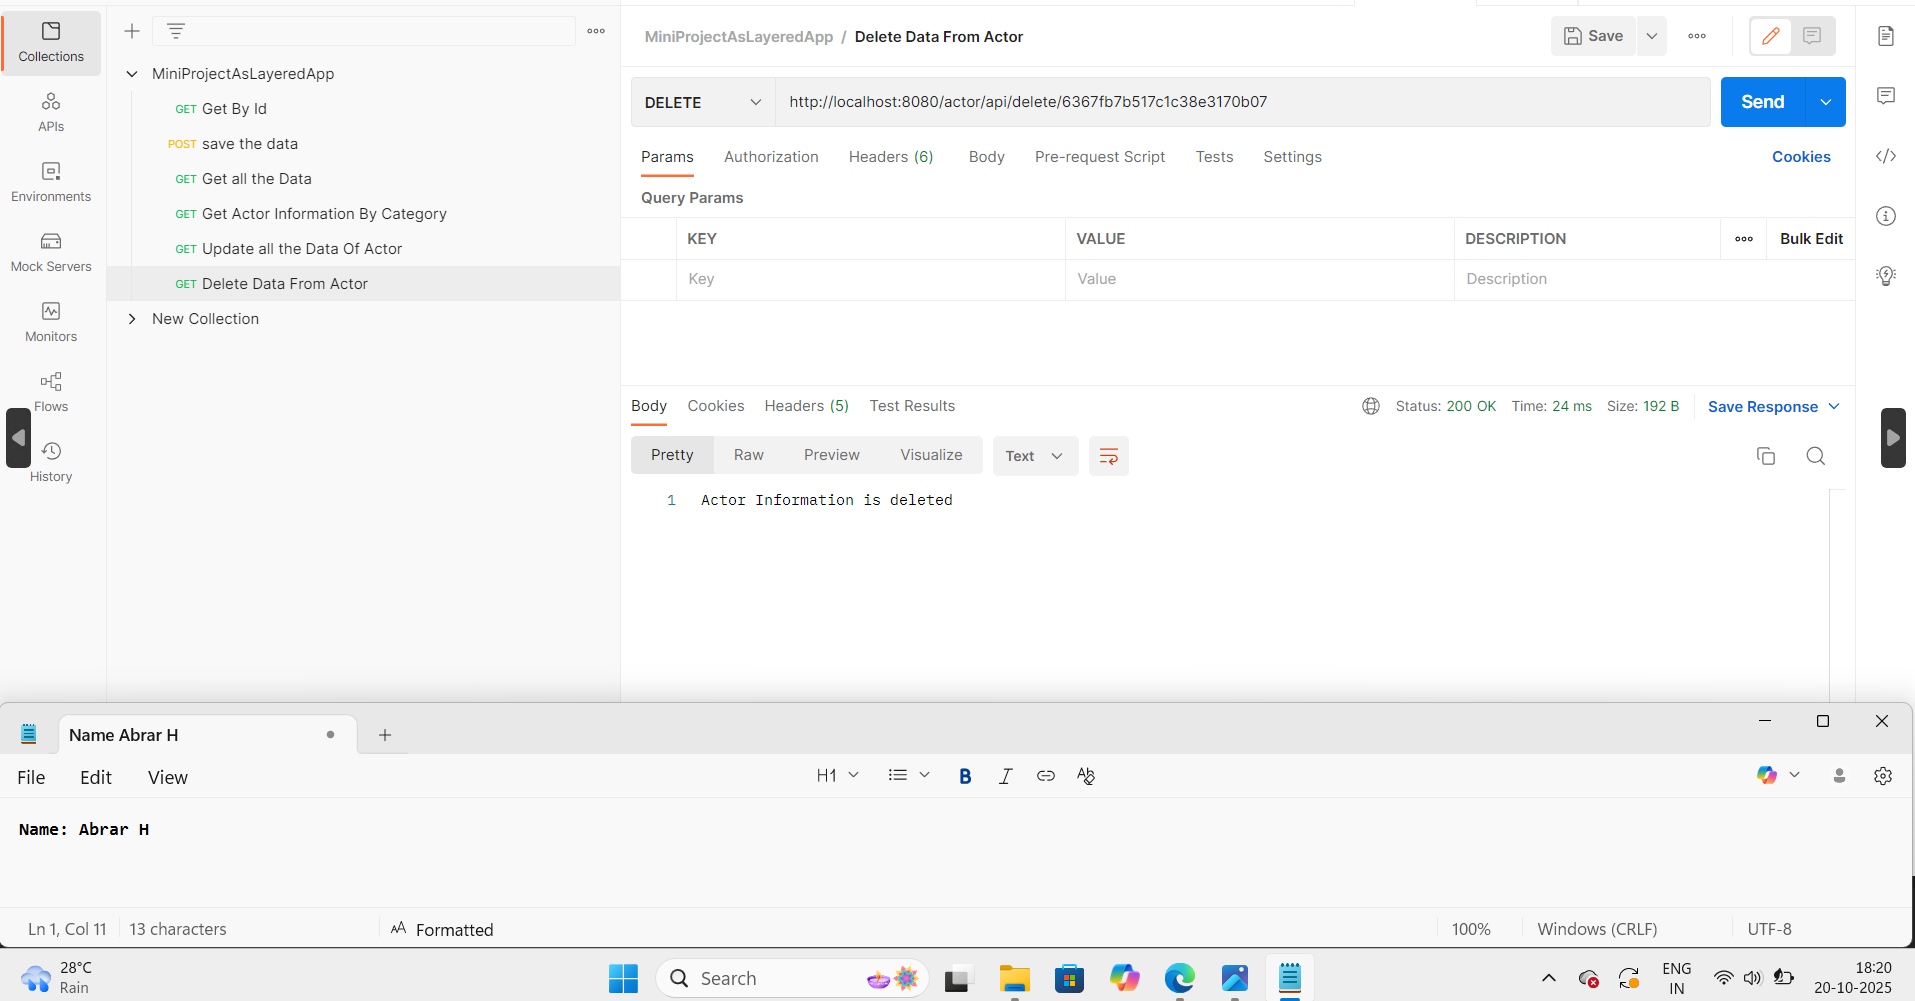 Collections
APIs
Environments
Mock Servers
Monitors
Flows
History
MiniProjectAsLayeredApp
GET Get By Id
POST save the data
GET Get all the Data
GET Get Actor Information By Category
GET Update all the Data Of Actor
GET Delete Data From Actor
New Collection
MiniProjectAsLayeredApp / Delete Data From Actor
Save
DELETE http://localhost:8080/actor/api/delete/6367fb7b517c1c38e3170b07
Send
Params Authorization Headers (6) Body Pre-request Script Tests Settings Cookies
Query Params
KEY VALUE DESCRIPTION Bulk Edit
Key Value Description
Body Cookies Headers (5) Test Results Status: 200 OK Time: 24 ms Size: 192 B Save Response
Pretty Raw Preview Visualize Text
1 Actor Information is deleted
Name Abrar H
File Edit View H1 B I
Name: Abrar H
Ln 1, Col 11 13 characters Formatted 100% Windows (CRLF) UTF-8
28°C
Rain
Search
ENG
IN
18:20
20-10-2025